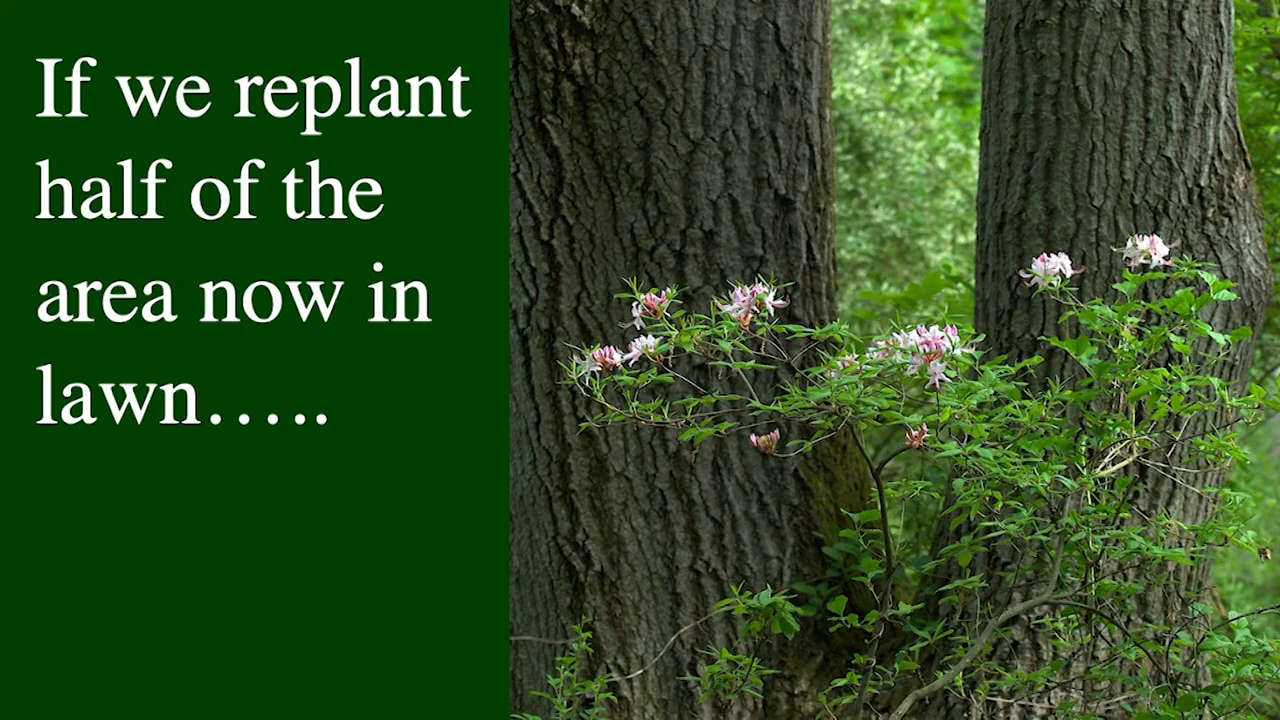 If we replant
half of the
area now in
lawn…..